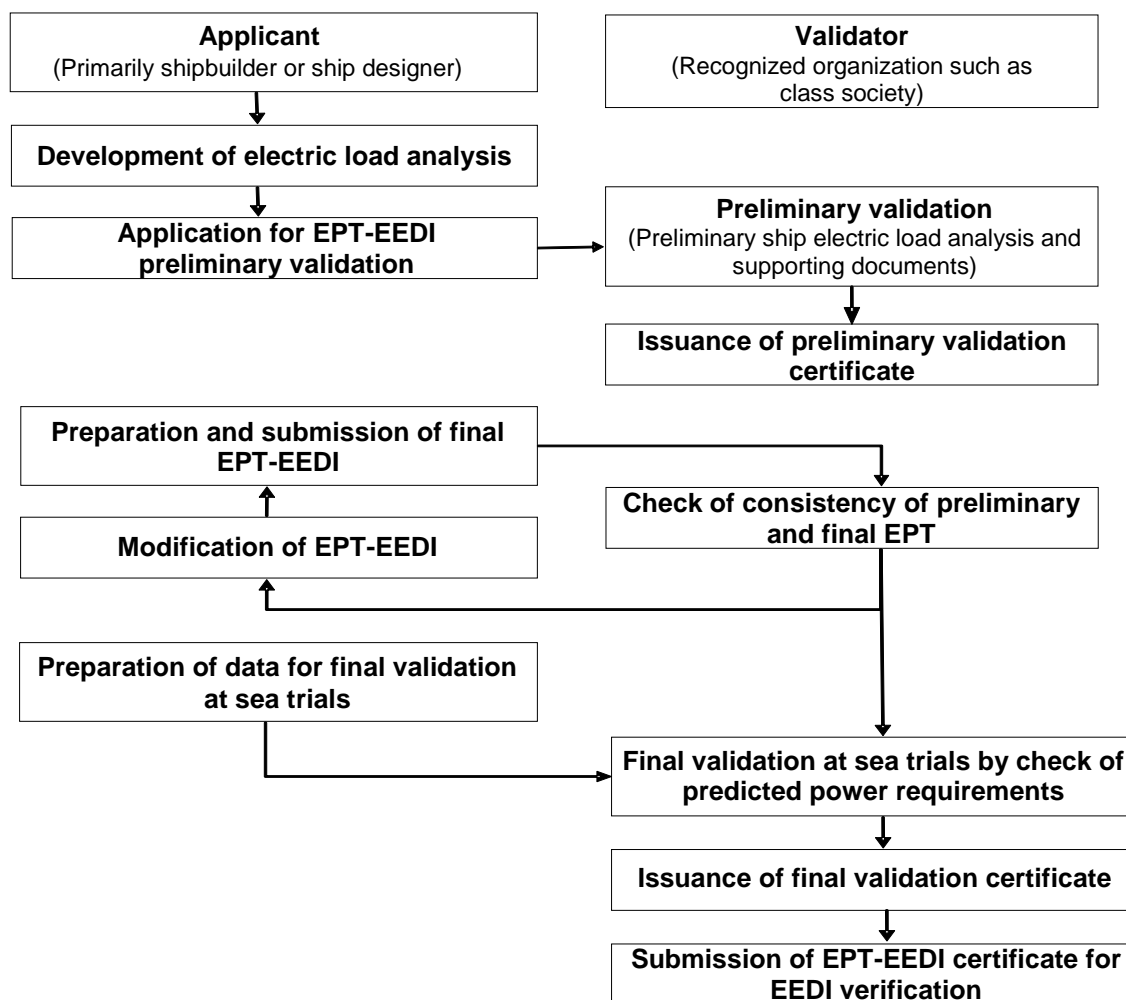 Applicant
(Primarily shipbuilder or ship designer)
Validator
(Recognized organization such as
class society)
Development of electric load analysis
Application for EPT-EEDI
preliminary validation
Preliminary validation
(Preliminary ship electric load analysis and
supporting documents)
Issuance of preliminary validation
certificate
Preparation and submission of final
EPT-EEDI
Check of consistency of preliminary
and final EPT
Modification of EPT-EEDI
Preparation of data for final validation
at sea trials
Final validation at sea trials by check of
predicted power requirements
Issuance of final validation certificate
Submission of EPT-EEDI certificate for
EEDI verification